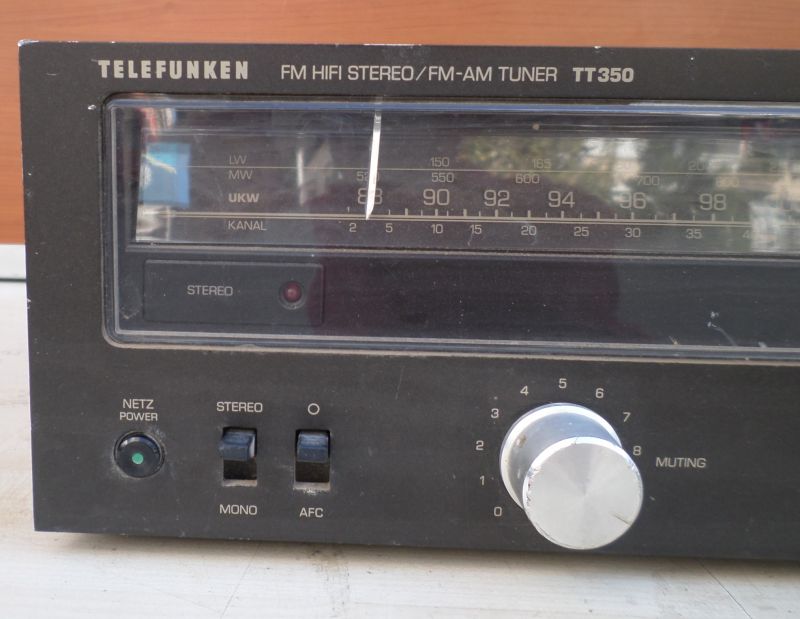 TELEFUNKEN FM HIFI STEREO/FM-AM TUNER TT350
LW 150 165
MW 520 550 600 700
UKW 88 90 92 94 96 98
KANAL 2 5 10 15 20 25 30 35
STEREO
NETZ
POWER
STEREO O
MONO AFC
0 1 2 3 4 5 6 7 8
MUTING